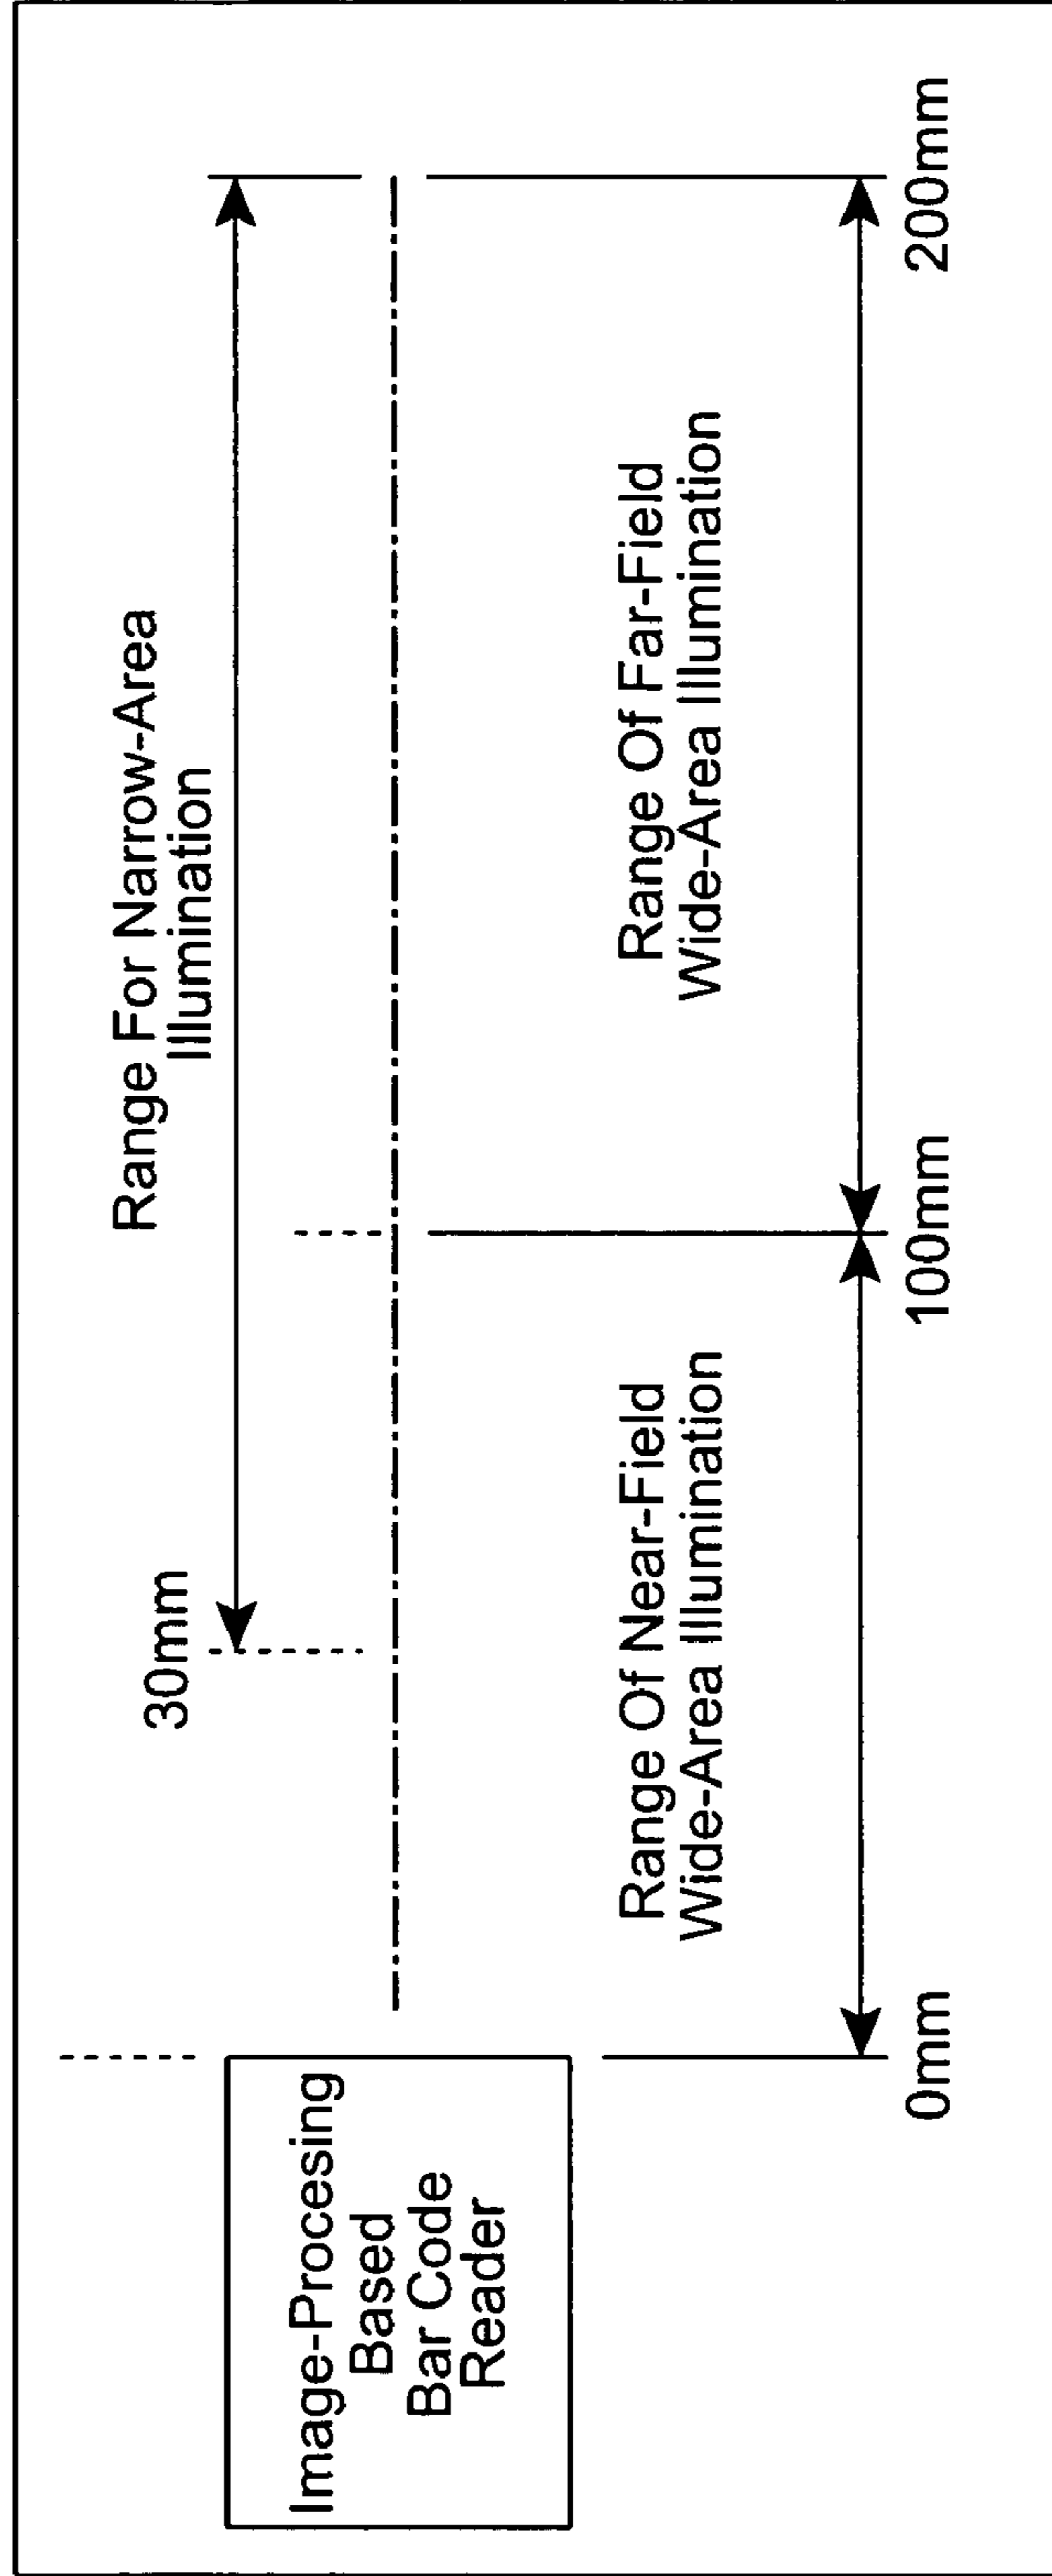 Range For Narrow-Area
Illumination
30mm
Image-Procesing
Based
Bar Code
Reader
Range Of Near-Field
Wide-Area Illumination
Range Of Far-Field
Wide-Area Illumination
0mm
100mm
200mm